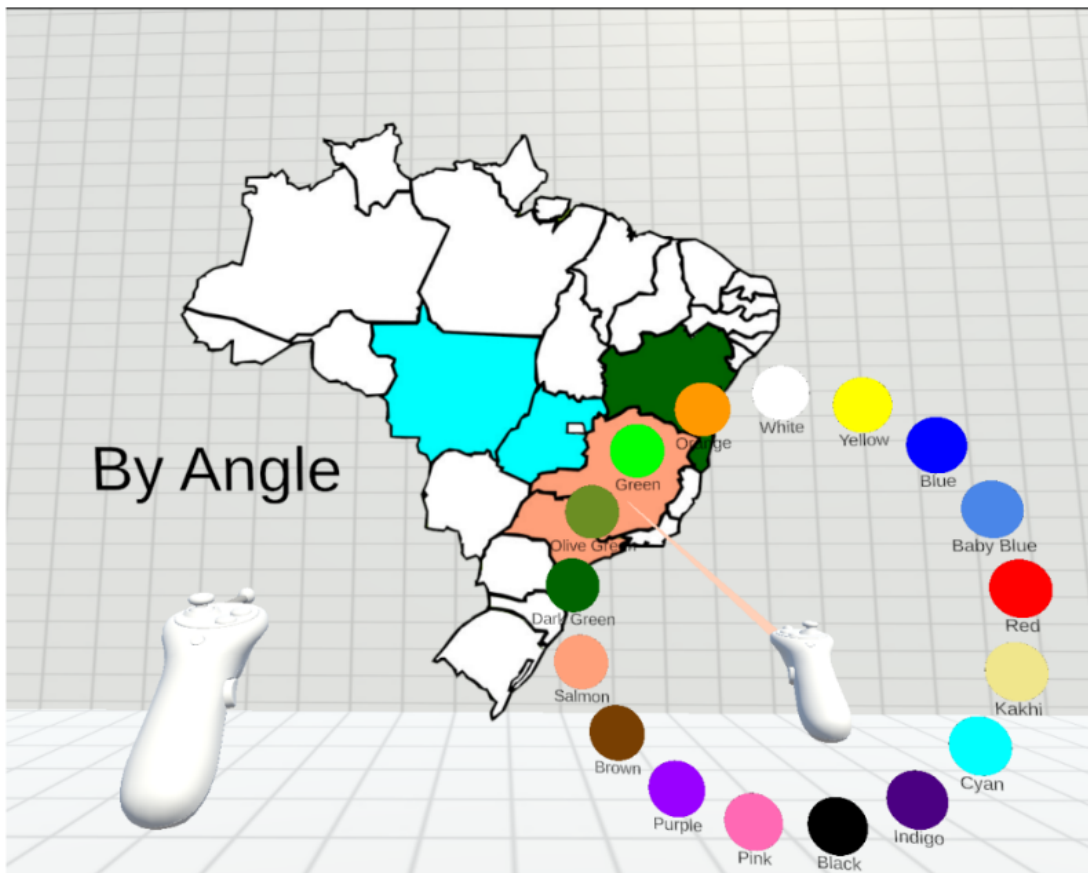 By Angle
White
Yellow
Orange
Blue
Green
Baby Blue
Olive Green
Red
Dark Green
Salmon
Kakhi
Brown
Cyan
Purple
Indigo
Pink
Black